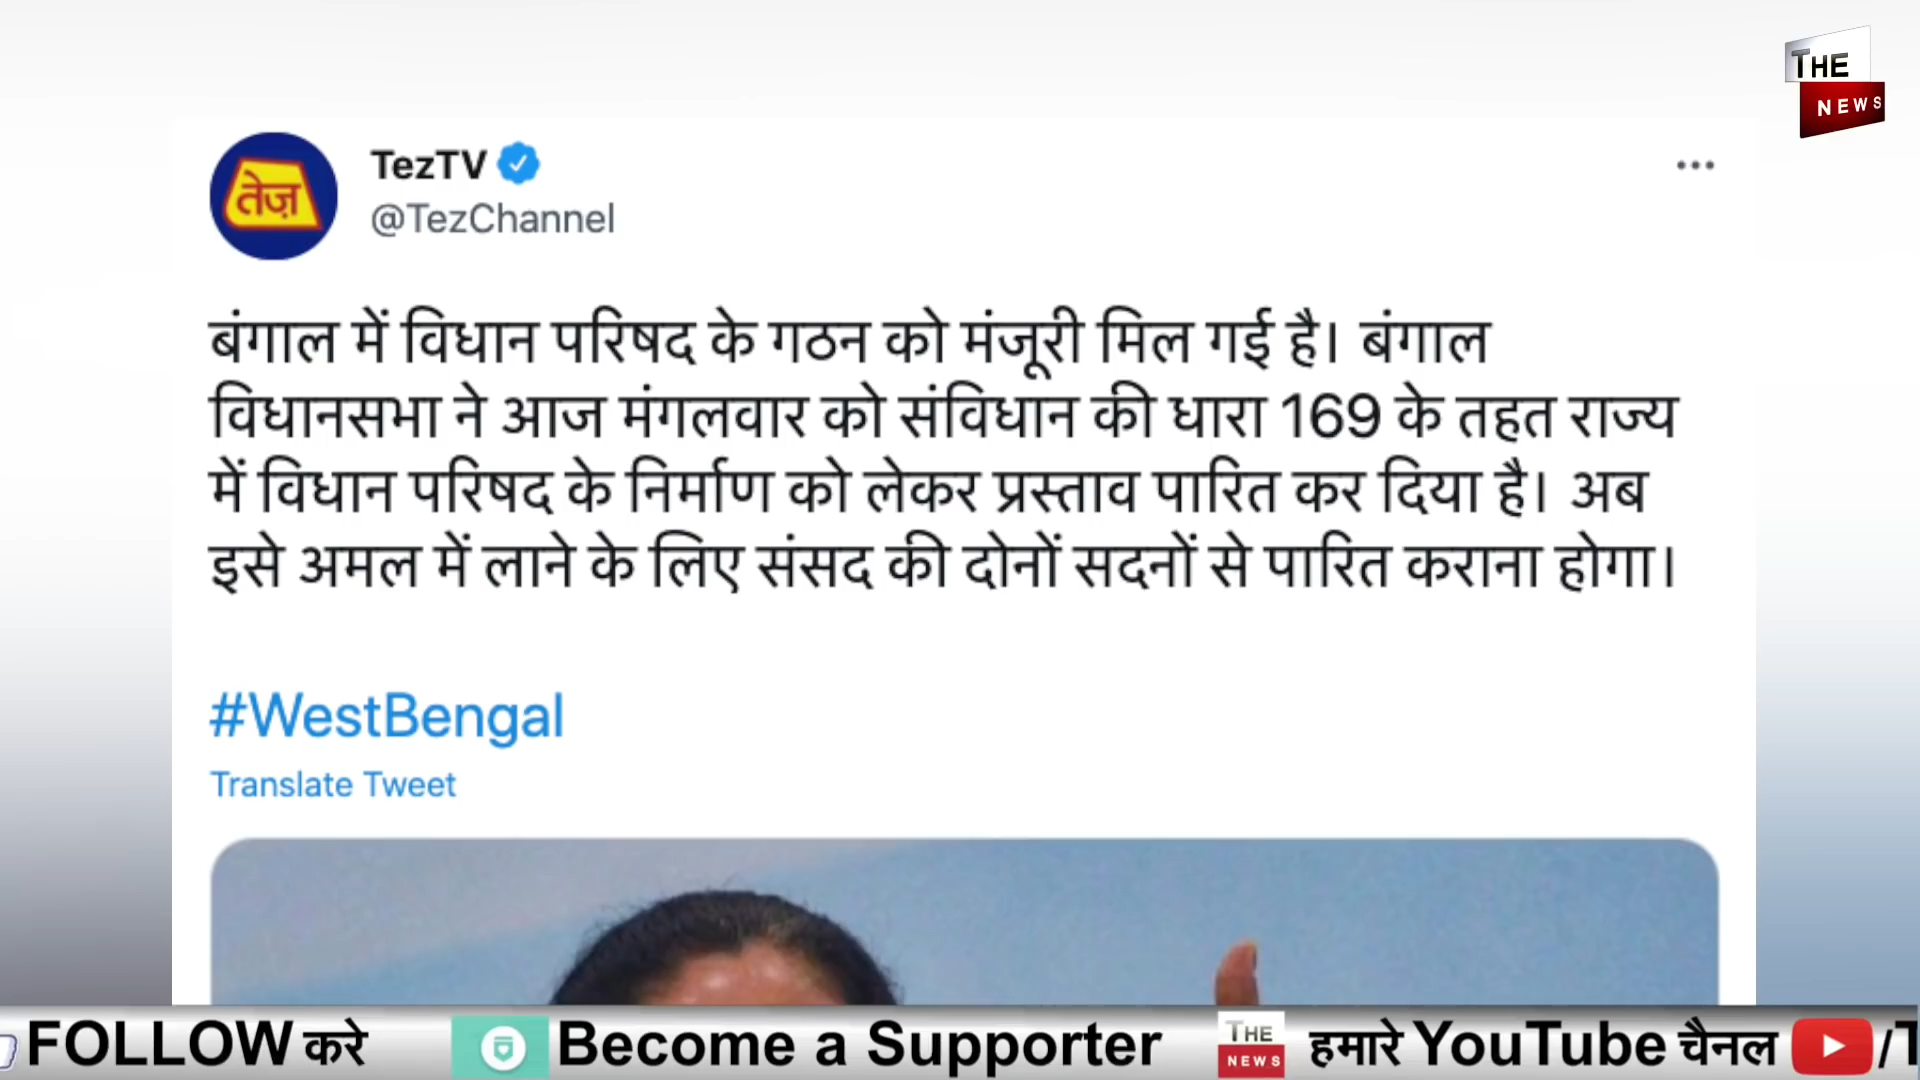 THE
NEWS
तेज़
TezTV
@TezChannel
बंगाल में विधान परिषद के गठन को मंजूरी मिल गई है। बंगाल
विधानसभा ने आज मंगलवार को संविधान की धारा 169 के तहत राज्य
में विधान परिषद के निर्माण को लेकर प्रस्ताव पारित कर दिया है। अब
इसे अमल में लाने के लिए संसद की दोनों सदनों से पारित कराना होगा।
#WestBengal
Translate Tweet
FOLLOW करे Become a Supporter THE NEWS हमारे YouTube चैनल /T